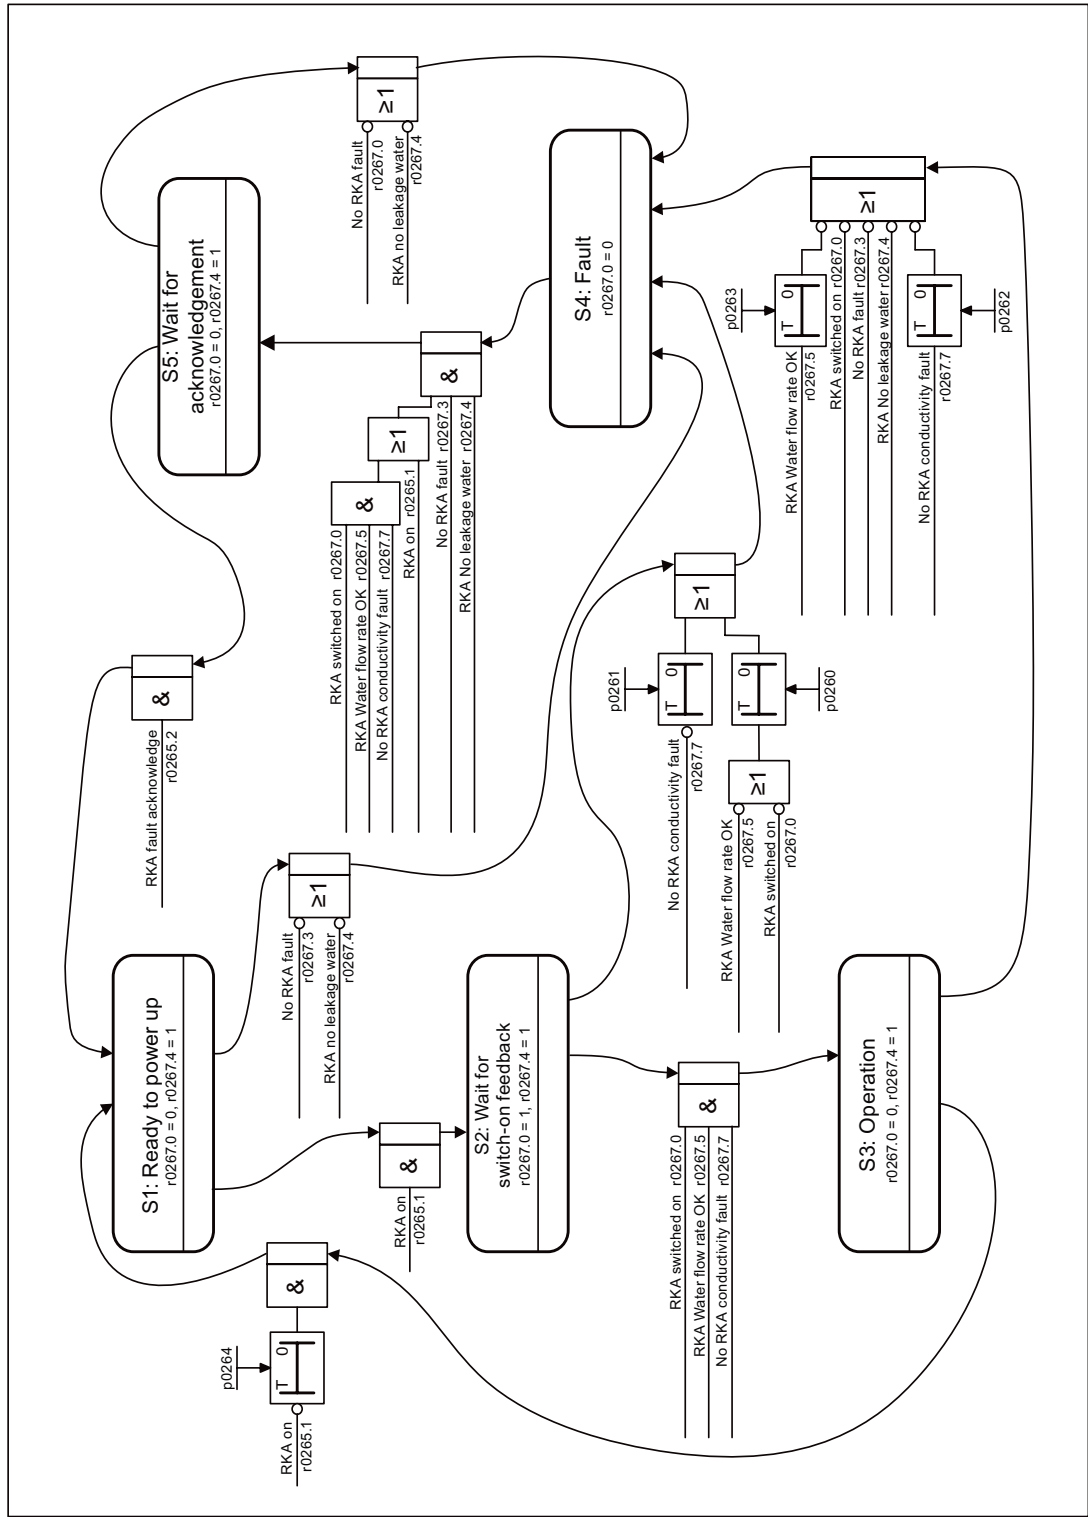 p0264
RKA on
r0265.1
T 0
&
S1: Ready to power up
r0267.0 = 0, r0267.4 = 1
RKA on
r0265.1
&
No RKA fault
r0267.3
RKA no leakage water
r0267.4
≥1
RKA fault acknowledge
r0265.2
&
S5: Wait for
acknowledgement
r0267.0 = 0, r0267.4 = 1
No RKA fault
r0267.0
RKA no leakage water
r0267.4
≥1
RKA switched on r0267.0
RKA Water flow rate OK r0267.5
No RKA conductivity fault r0267.7
&
RKA on r0265.1
≥1
No RKA fault r0267.3
RKA No leakage water r0267.4
&
S2: Wait for
switch-on feedback
r0267.0 = 1, r0267.4 = 1
S4: Fault
r0267.0 = 0
p0261
No RKA conductivity fault
r0267.7
T 0
≥1
RKA Water flow rate OK
r0267.5
RKA switched on
r0267.0
≥1
T 0
p0260
RKA switched on r0267.0
RKA Water flow rate OK r0267.5
No RKA conductivity fault r0267.7
&
S3: Operation
r0267.0 = 0, r0267.4 = 1
p0263
RKA Water flow rate OK
r0267.5
T 0
RKA switched on r0267.0
No RKA fault r0267.3
RKA No leakage water r0267.4
≥1
No RKA conductivity fault
r0267.7
T 0
p0262